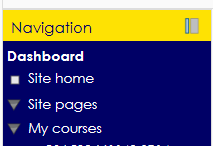 Navigation
Dashboard
Site home
Site pages
My courses